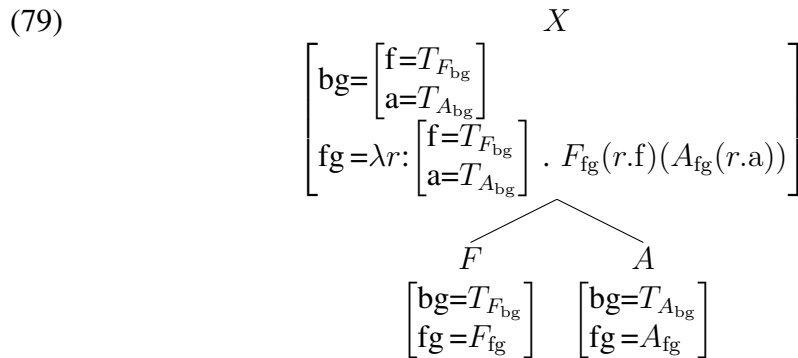 (79) X
[bg=[f=T_{F_bg}
a=T_{A_bg}]
fg=λr:[f=T_{F_bg}
a=T_{A_bg}] . F_fg(r.f)(A_fg(r.a))]
F A
[bg=T_{F_bg} [bg=T_{A_bg}
fg=F_fg] fg=A_fg]